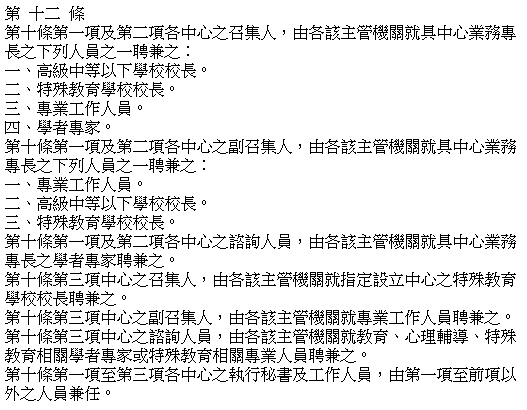 第 十二 條
第十條第一項及第二項各中心之召集人，由各該主管機關就具中心業務專
長之下列人員之一聘兼之：
一、高級中等以下學校校長。
二、特殊教育學校校長。
三、專業工作人員。
四、學者專家。
第十條第一項及第二項各中心之副召集人，由各該主管機關就具中心業務
專長之下列人員之一聘兼之：
一、專業工作人員。
二、高級中等以下學校校長。
三、特殊教育學校校長。
第十條第一項及第二項各中心之諮詢人員，由各該主管機關就具中心業務
專長之學者專家聘兼之。
第十條第三項中心之召集人，由各該主管機關就指定設立中心之特殊教育
學校校長聘兼之。
第十條第三項中心之副召集人，由各該主管機關就專業工作人員聘兼之。
第十條第三項中心之諮詢人員，由各該主管機關就教育、心理輔導、特殊
教育相關學者專家或特殊教育相關專業人員聘兼之。
第十條第一項至第三項各中心之執行秘書及工作人員，由第一項至前項以
外之人員兼任。